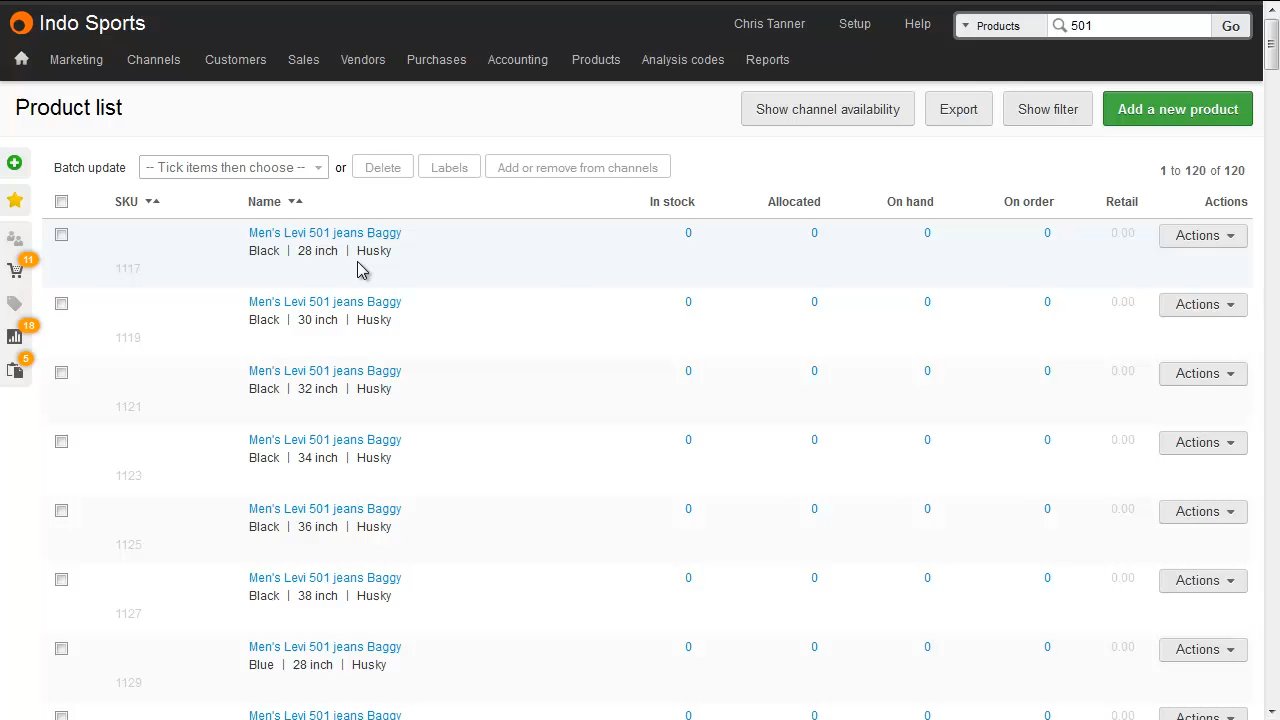 Indo Sports
Chris Tanner Setup Help Products 501 Go
Marketing Channels Customers Sales Vendors Purchases Accounting Products Analysis codes Reports
Product list
Show channel availability Export Show filter Add a new product
Batch update -- Tick items then choose -- or Delete Labels Add or remove from channels
1 to 120 of 120
SKU Name In stock Allocated On hand On order Retail Actions
Men's Levi 501 jeans Baggy 0 0 0 0 0.00 Actions
Black | 28 inch | Husky
1117
11
Men's Levi 501 jeans Baggy 0 0 0 0 0.00 Actions
Black | 30 inch | Husky
18
1119
5
Men's Levi 501 jeans Baggy 0 0 0 0 0.00 Actions
Black | 32 inch | Husky
1121
Men's Levi 501 jeans Baggy 0 0 0 0 0.00 Actions
Black | 34 inch | Husky
1123
Men's Levi 501 jeans Baggy 0 0 0 0 0.00 Actions
Black | 36 inch | Husky
1125
Men's Levi 501 jeans Baggy 0 0 0 0 0.00 Actions
Black | 38 inch | Husky
1127
Men's Levi 501 jeans Baggy 0 0 0 0 0.00 Actions
Blue | 28 inch | Husky
1129
Men's Levi 501 jeans Baggy 0 0 0 0 0.00 Actions